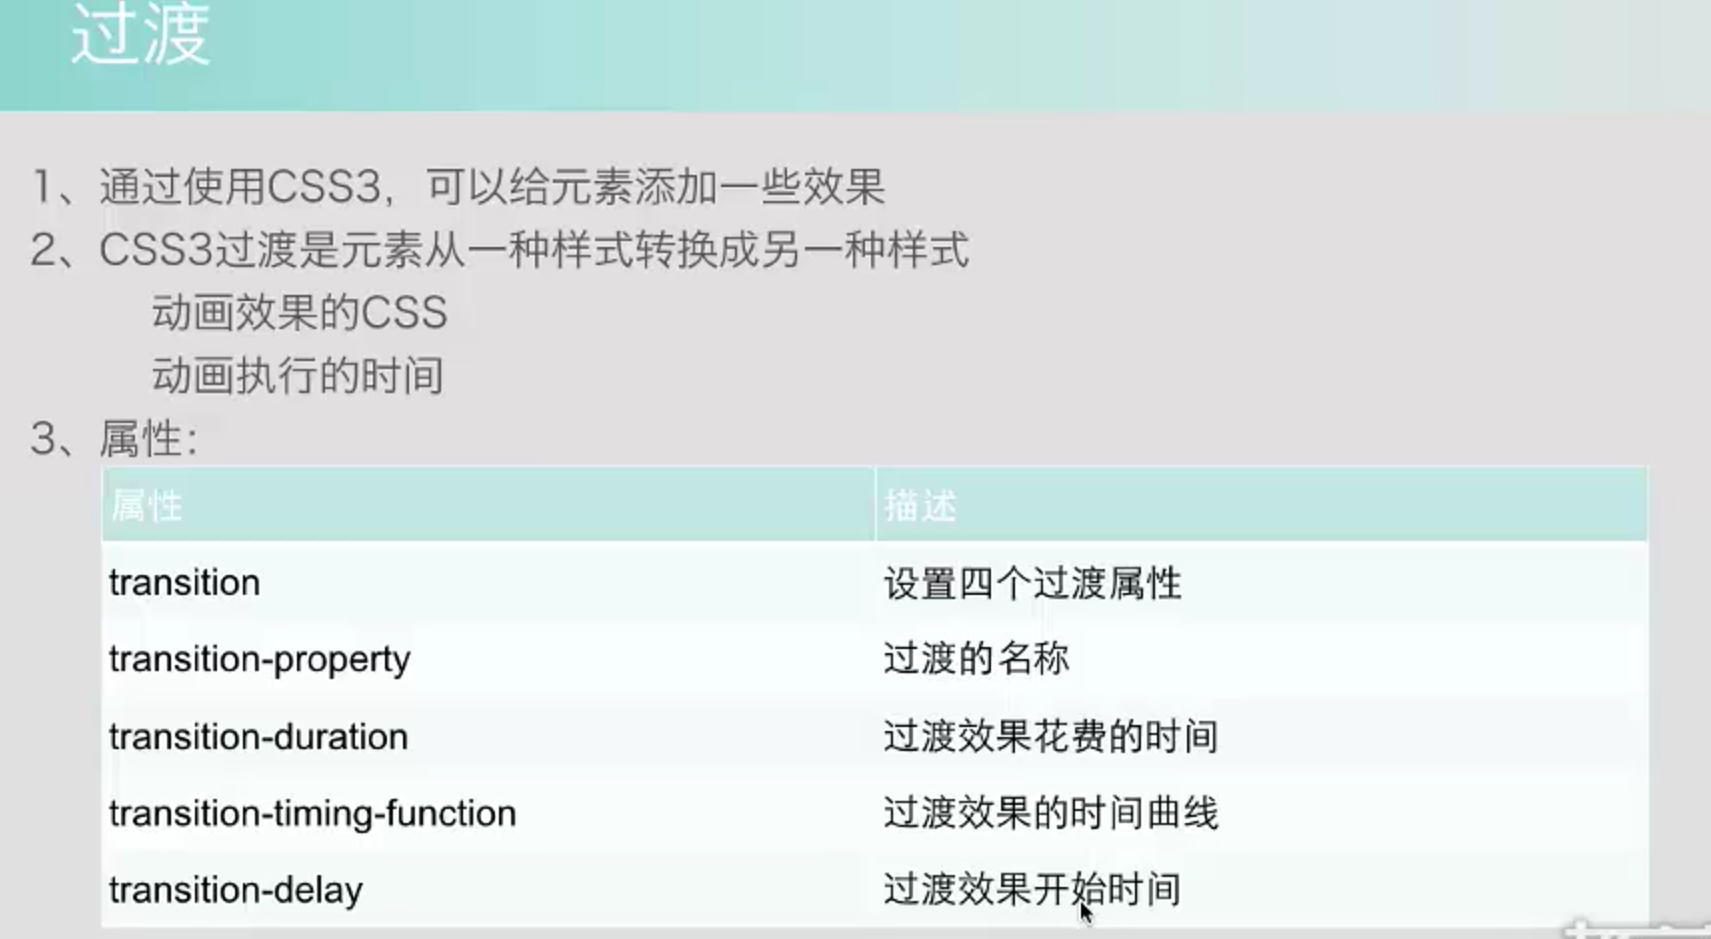 过渡
1、通过使用CSS3，可以给元素添加一些效果
2、CSS3过渡是元素从一种样式转换成另一种样式
动画效果的CSS
动画执行的时间
3、属性：
属性 描述
transition 设置四个过渡属性
transition-property 过渡的名称
transition-duration 过渡效果花费的时间
transition-timing-function 过渡效果的时间曲线
transition-delay 过渡效果开始时间